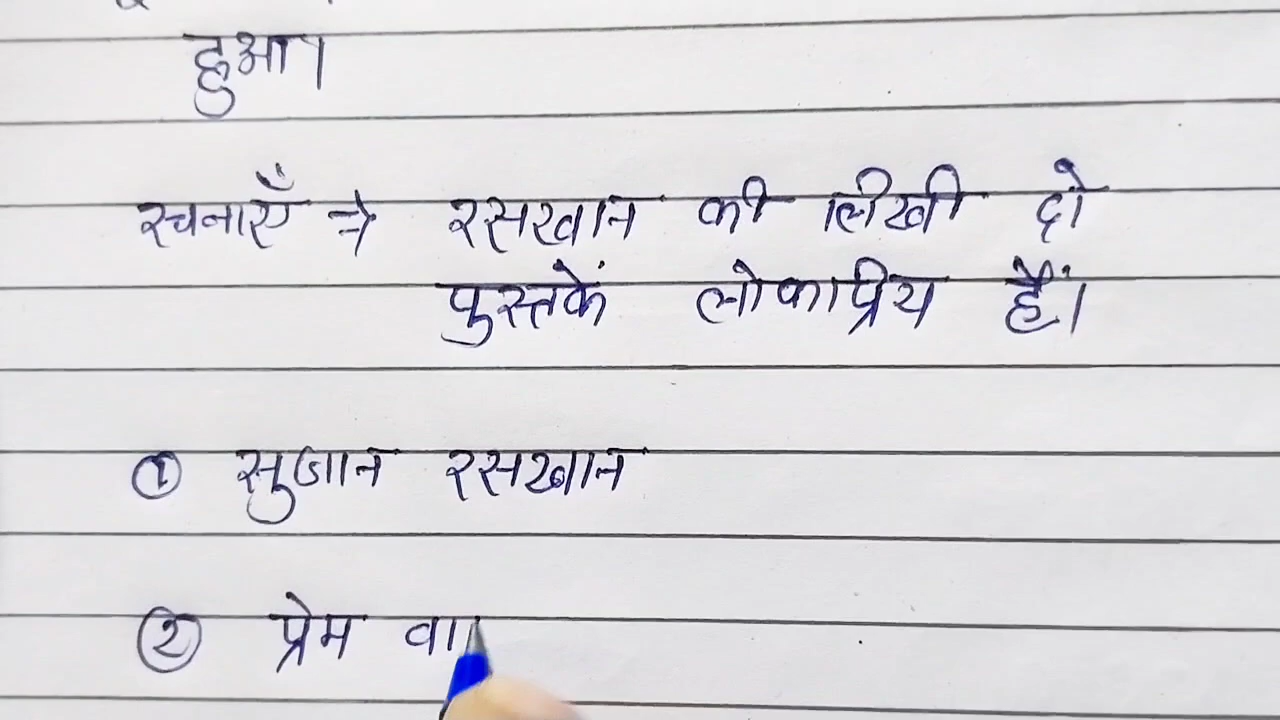 हुआ।
रचनाएँ → रसखान की लिखी दो
पुस्तकें लोकप्रिय हैं।
① सुजान रसखान
② प्रेम वा